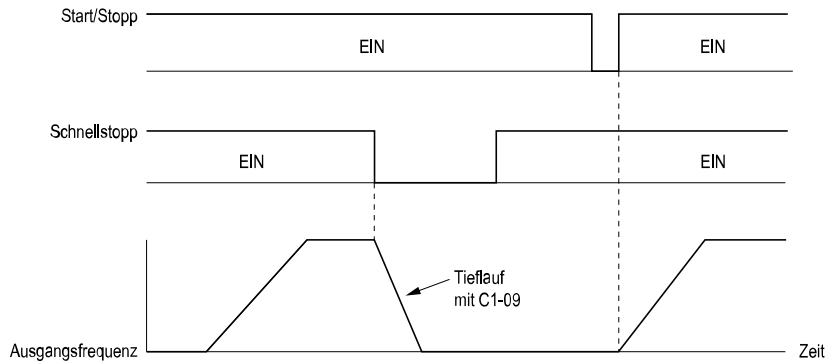 Start/Stopp
EIN
EIN
Schnellstopp
EIN
EIN
Tieflauf
mit C1-09
Ausgangsfrequenz
Zeit